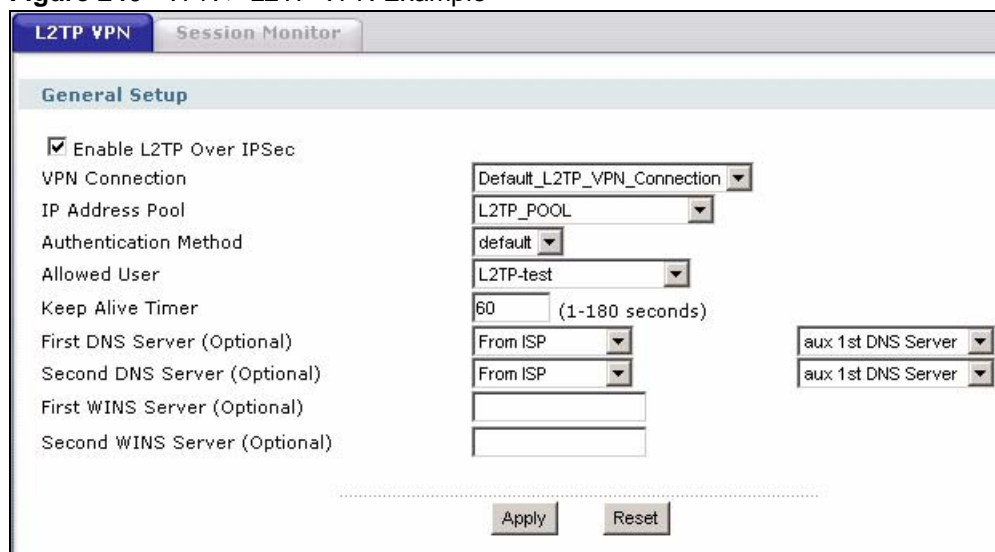 L2TP VPN Session Monitor
General Setup
Enable L2TP Over IPSec
VPN Connection Default_L2TP_VPN_Connection
IP Address Pool L2TP_POOL
Authentication Method default
Allowed User L2TP-test
Keep Alive Timer 60 (1-180 seconds)
First DNS Server (Optional) From ISP aux 1st DNS Server
Second DNS Server (Optional) From ISP aux 1st DNS Server
First WINS Server (Optional)
Second WINS Server (Optional)
Apply Reset